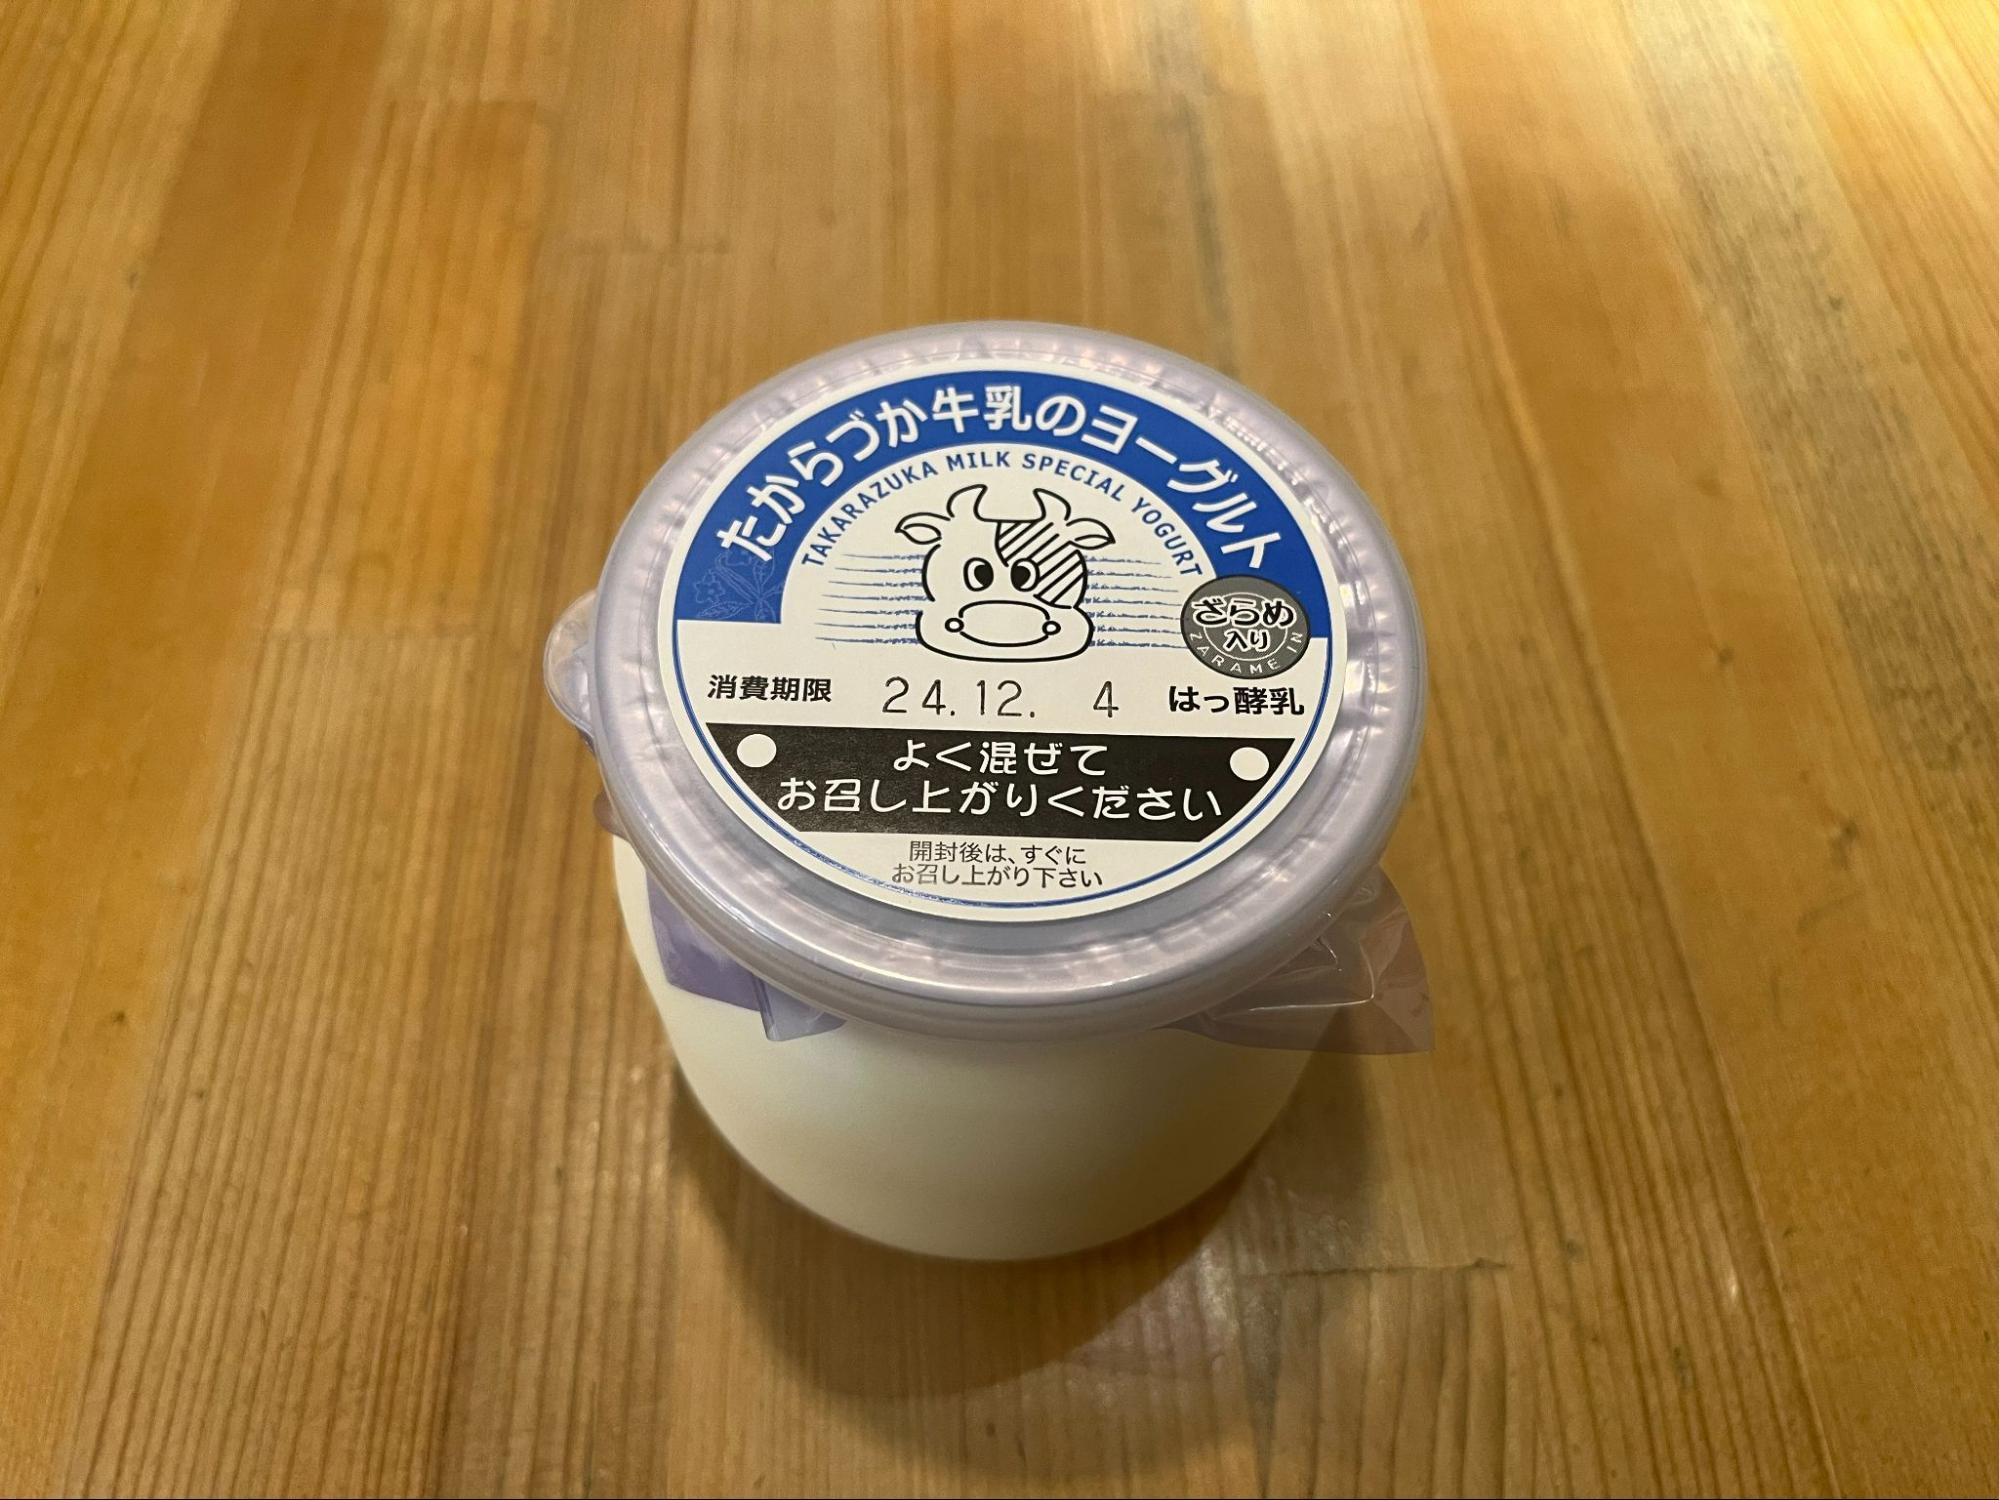 たからづか牛乳のヨーグルト
TAKARAZUKA MILK SPECIAL YOGURT
ざらめ
入り
ZARAME IN
消費期限 24.12. 4 はっ酵乳
よく混ぜて
お召し上がりください
開封後は、すぐに
お召し上がり下さい